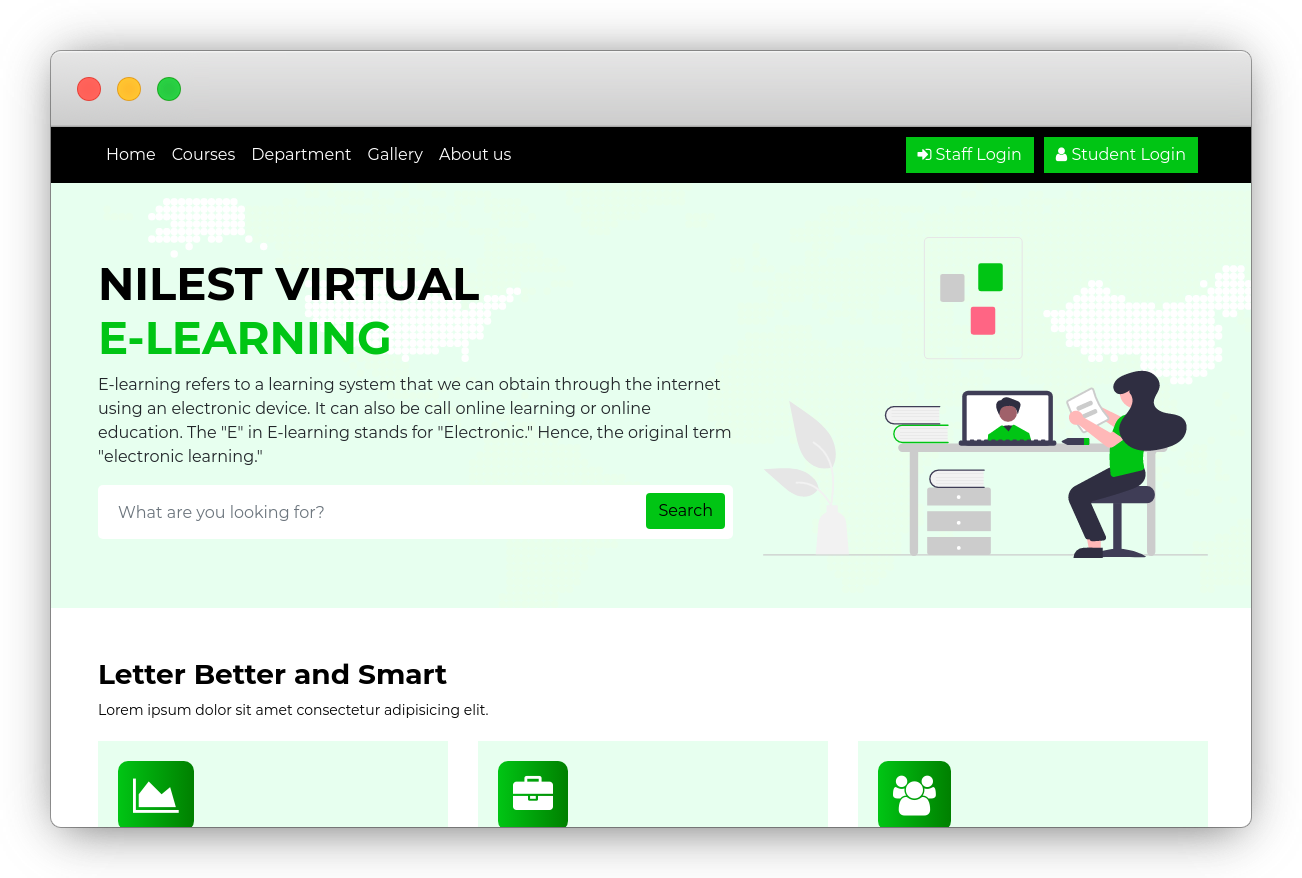 Home Courses Department Gallery About us Staff Login Student Login
NILEST VIRTUAL
E-LEARNING
E-learning refers to a learning system that we can obtain through the internet
using an electronic device. It can also be call online learning or online
education. The "E" in E-learning stands for "Electronic." Hence, the original term
"electronic learning."
What are you looking for? Search
Letter Better and Smart
Lorem ipsum dolor sit amet consectetur adipisicing elit.